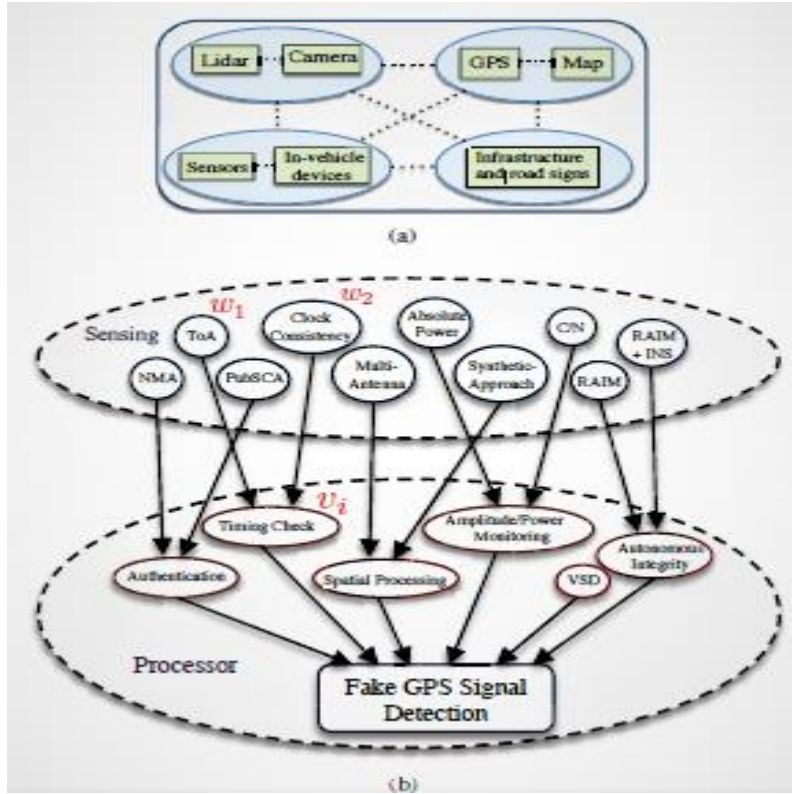 Lidar
Camera
GPS
Map
Sensors
In-vehicle
devices
Infrastructure
and road signs
(a)
Sensing
w₁
ToA
w₂
Clock
Consistency
Absolute
Power
C/N
RAIM
+ INS
NMA
PubSCA
Multi-
Antenna
Synthetic-
Approach
RAIM
υᵢ
Timing Check
Amplitude/Power
Monitoring
Authentication
Spatial Processing
VSD
Autonomous
Integrity
Processor
Fake GPS Signal
Detection
(b)